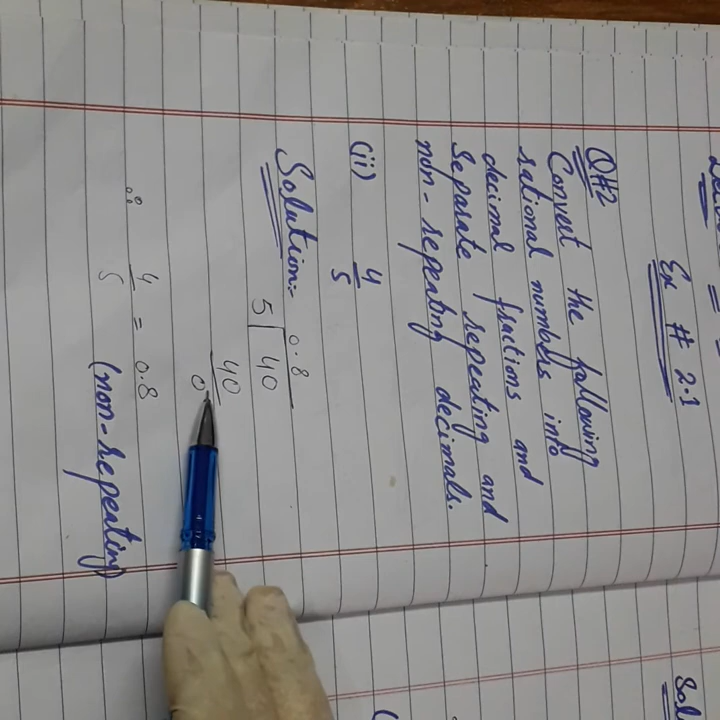 Ex # 2.1
Q#2
Convert the following
rational numbers into
decimal fractions and
separate repeating and
non-repeating decimals.
(ii) 4/5
Solution:-
0.8
5 | 40
40
0
∴ 4/5 = 0.8
(non-repeating)
Sol